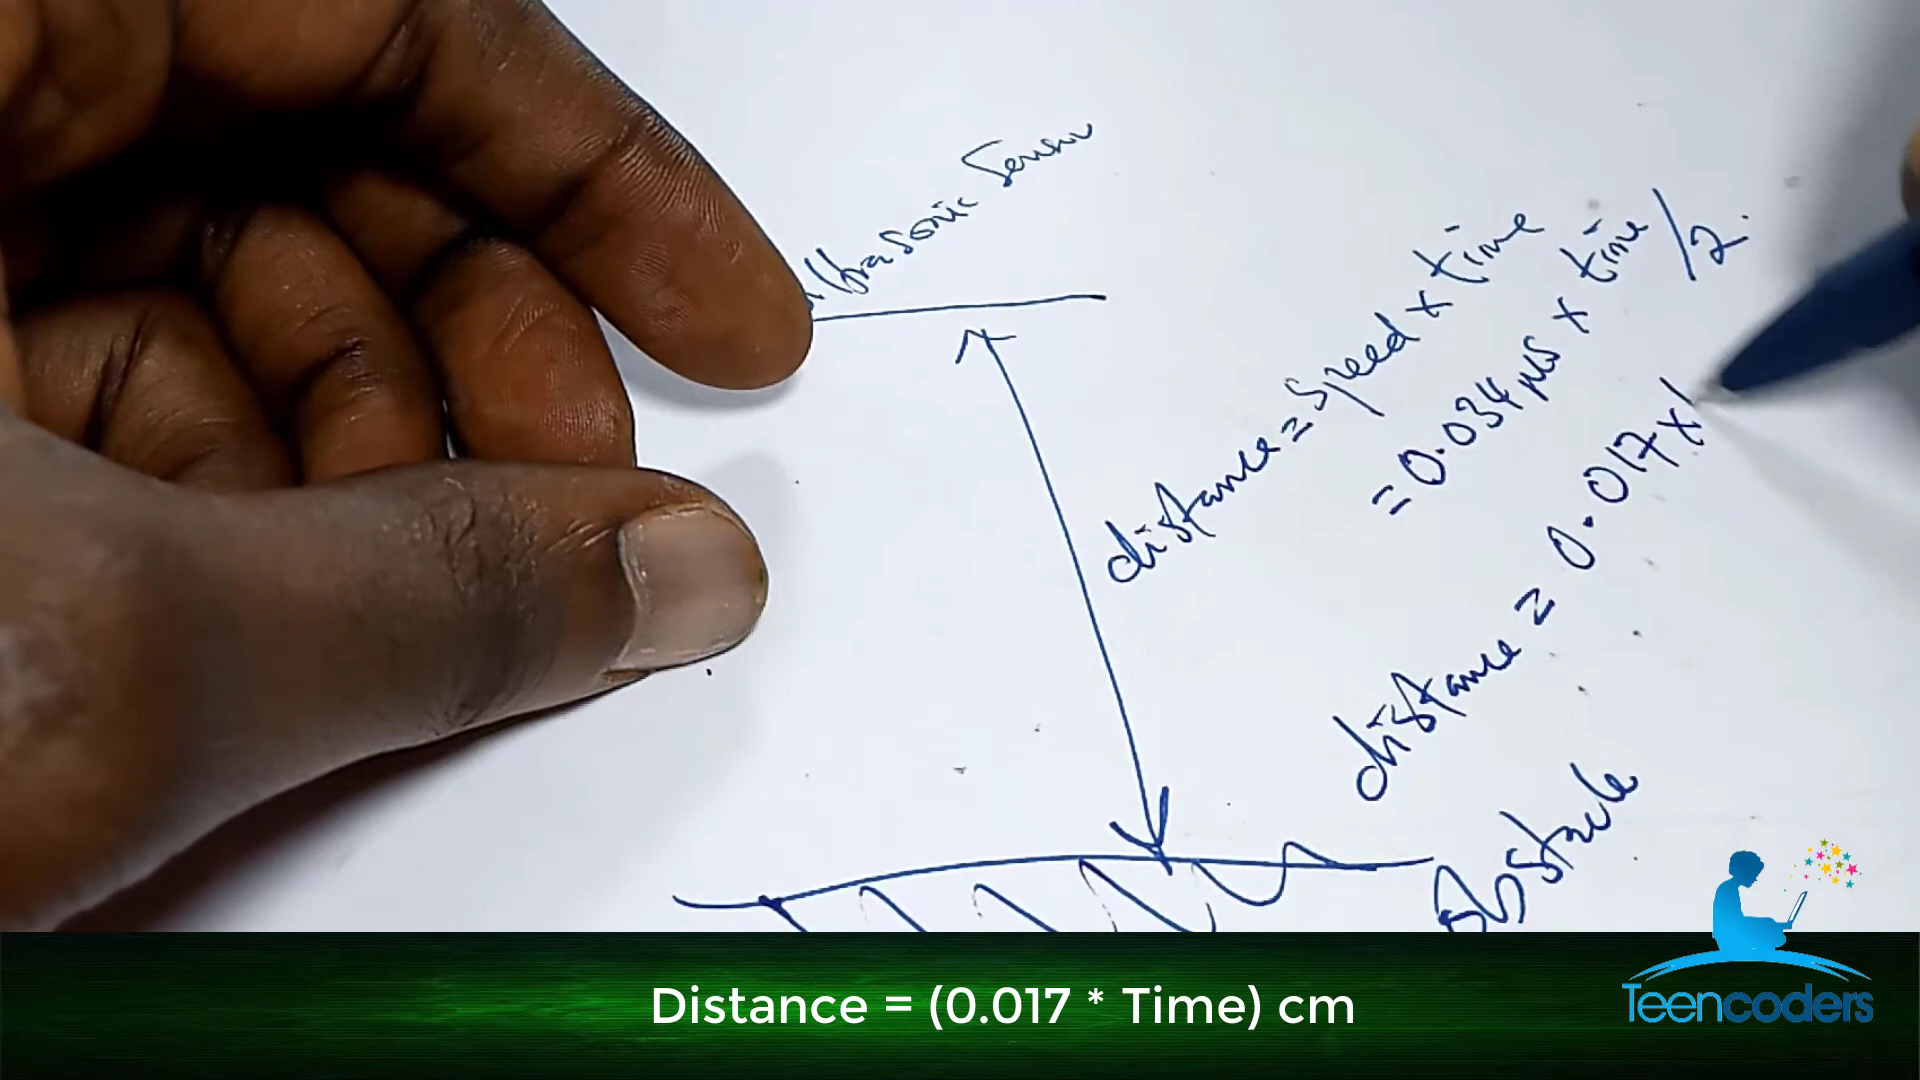 ultrasonic Sensor
distance = Speed x time
= 0.034 µs x time /2.
distance = 0.017 x
Obstacle
Distance = (0.017 * Time) cm
Teencoders